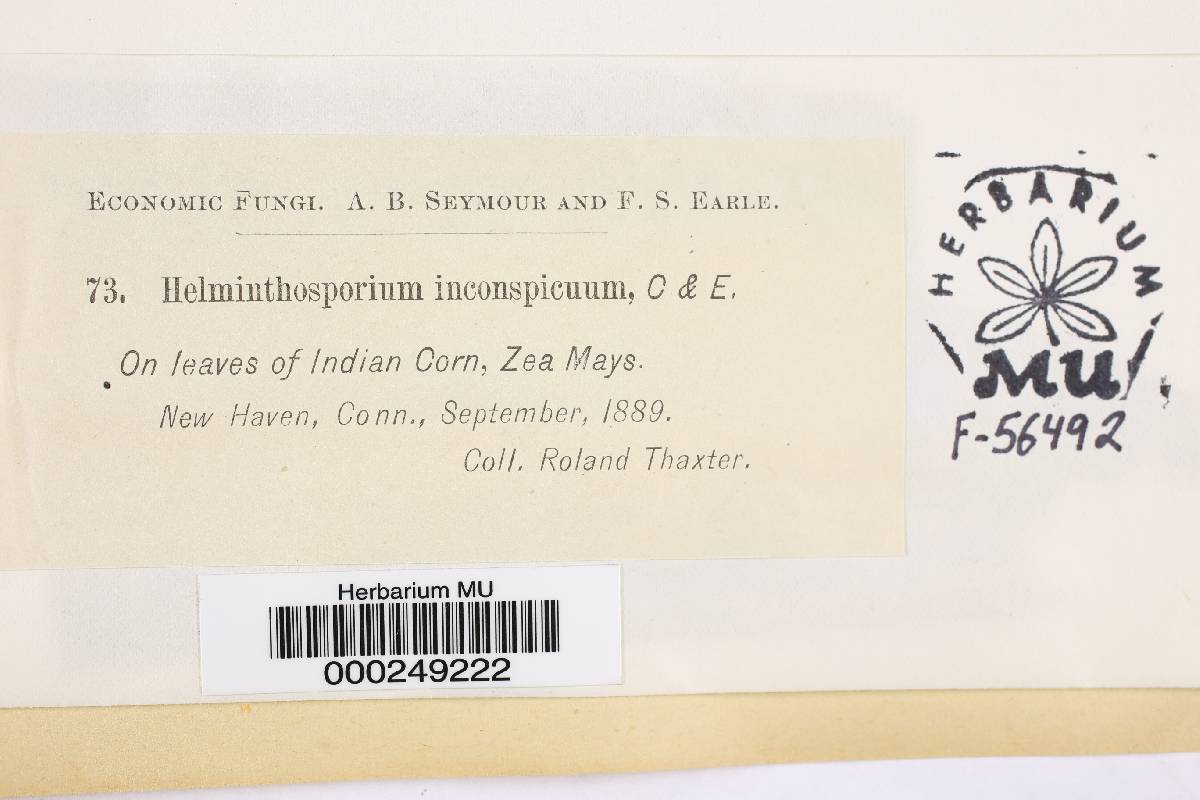 ECONOMIC FUNGI. A. B. SEYMOUR AND F. S. EARLE.
73. Helminthosporium inconspicuum, C & E.
On leaves of Indian Corn, Zea Mays.
New Haven, Conn., September, 1889.
Coll. Roland Thaxter.
HERBARIUM
MU
F-56492
Herbarium MU
000249222